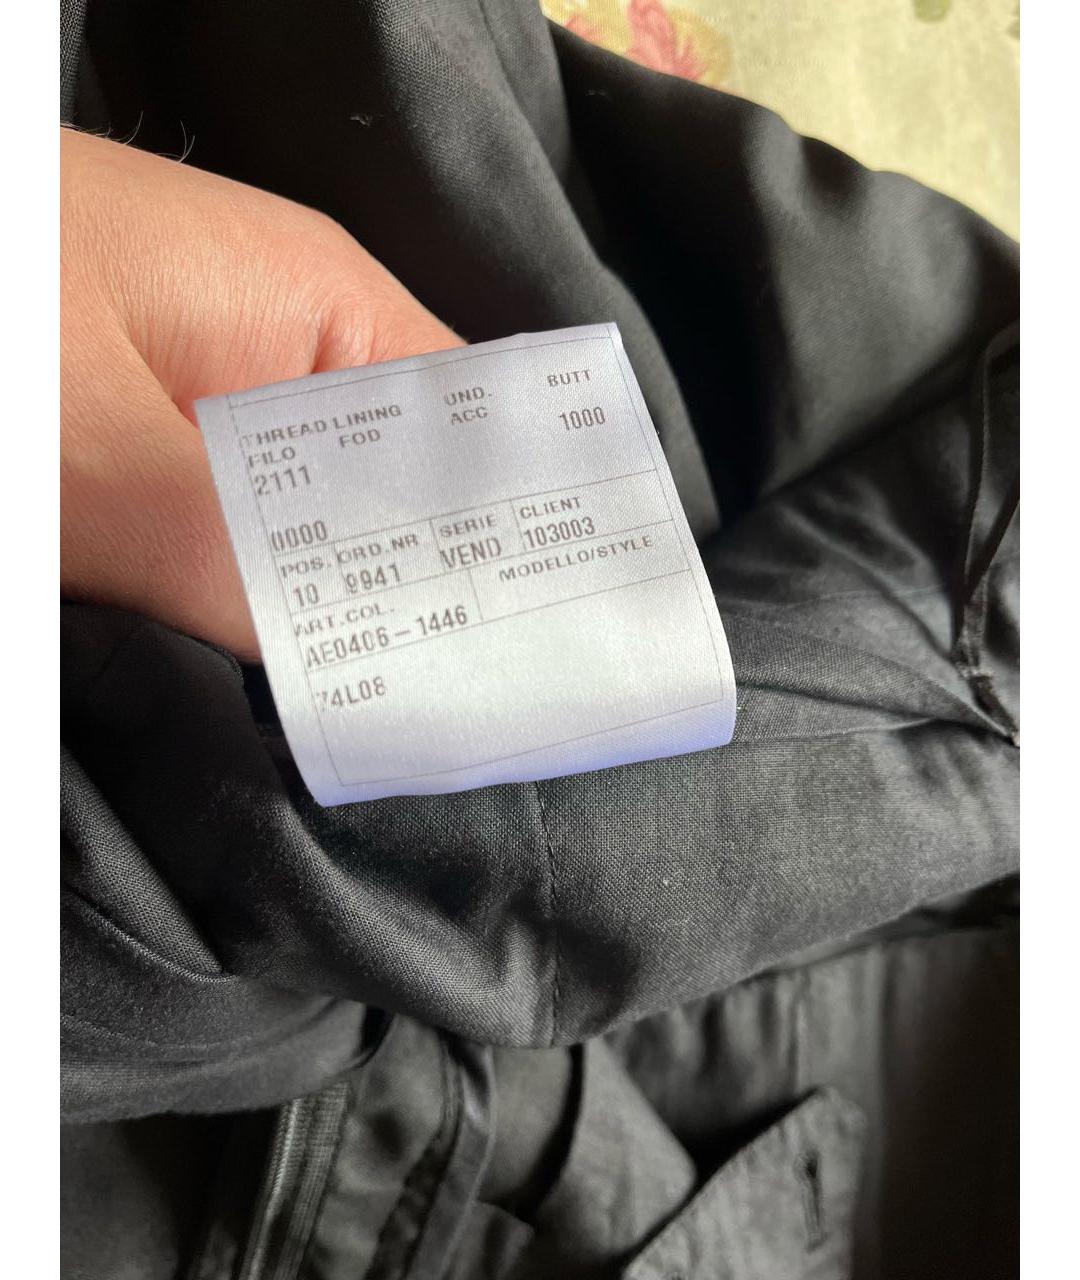 THREAD LINING UND. BUTT
FILO FOD ACC 1000
2111
0000
POS. ORD.NR SERIE CLIENT
10 9941 VEND 103003
ART.COL. MODELLO/STYLE
AE0406-1446
74L08